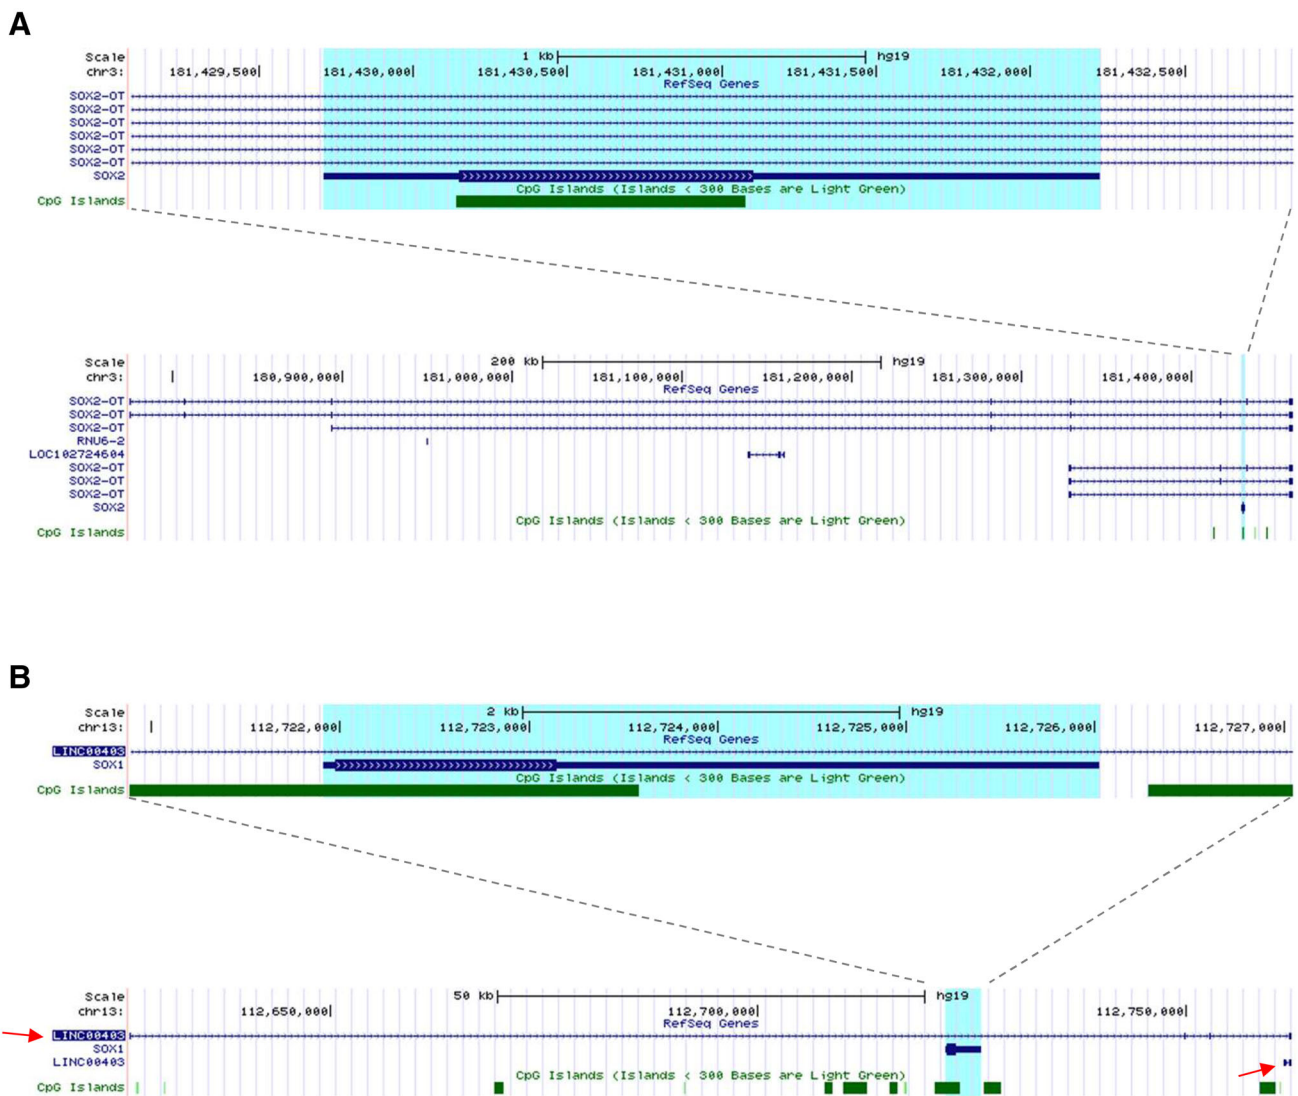 A
Scale 1 kb hg19
chr3: 181,429,500 181,430,000 181,430,500 181,431,000 181,431,500 181,432,000 181,432,500
RefSeq Genes
SOX2-OT
SOX2-OT
SOX2-OT
SOX2-OT
SOX2-OT
SOX2-OT
SOX2
CpG Islands (Islands < 300 Bases are Light Green)
CpG Islands
Scale 200 kb hg19
chr3: 180,900,000 181,000,000 181,100,000 181,200,000 181,300,000 181,400,000
RefSeq Genes
SOX2-OT
SOX2-OT
SOX2-OT
RNU6-2
LOC102724604
SOX2-OT
SOX2-OT
SOX2-OT
SOX2
CpG Islands (Islands < 300 Bases are Light Green)
CpG Islands
B
Scale 2 kb hg19
chr13: 112,722,000 112,723,000 112,724,000 112,725,000 112,726,000 112,727,000
RefSeq Genes
LINC00403
SOX1
CpG Islands (Islands < 300 Bases are Light Green)
CpG Islands
Scale 50 kb hg19
chr13: 112,650,000 112,700,000 112,750,000
RefSeq Genes
LINC00403
SOX1
LINC00403
CpG Islands (Islands < 300 Bases are Light Green)
CpG Islands